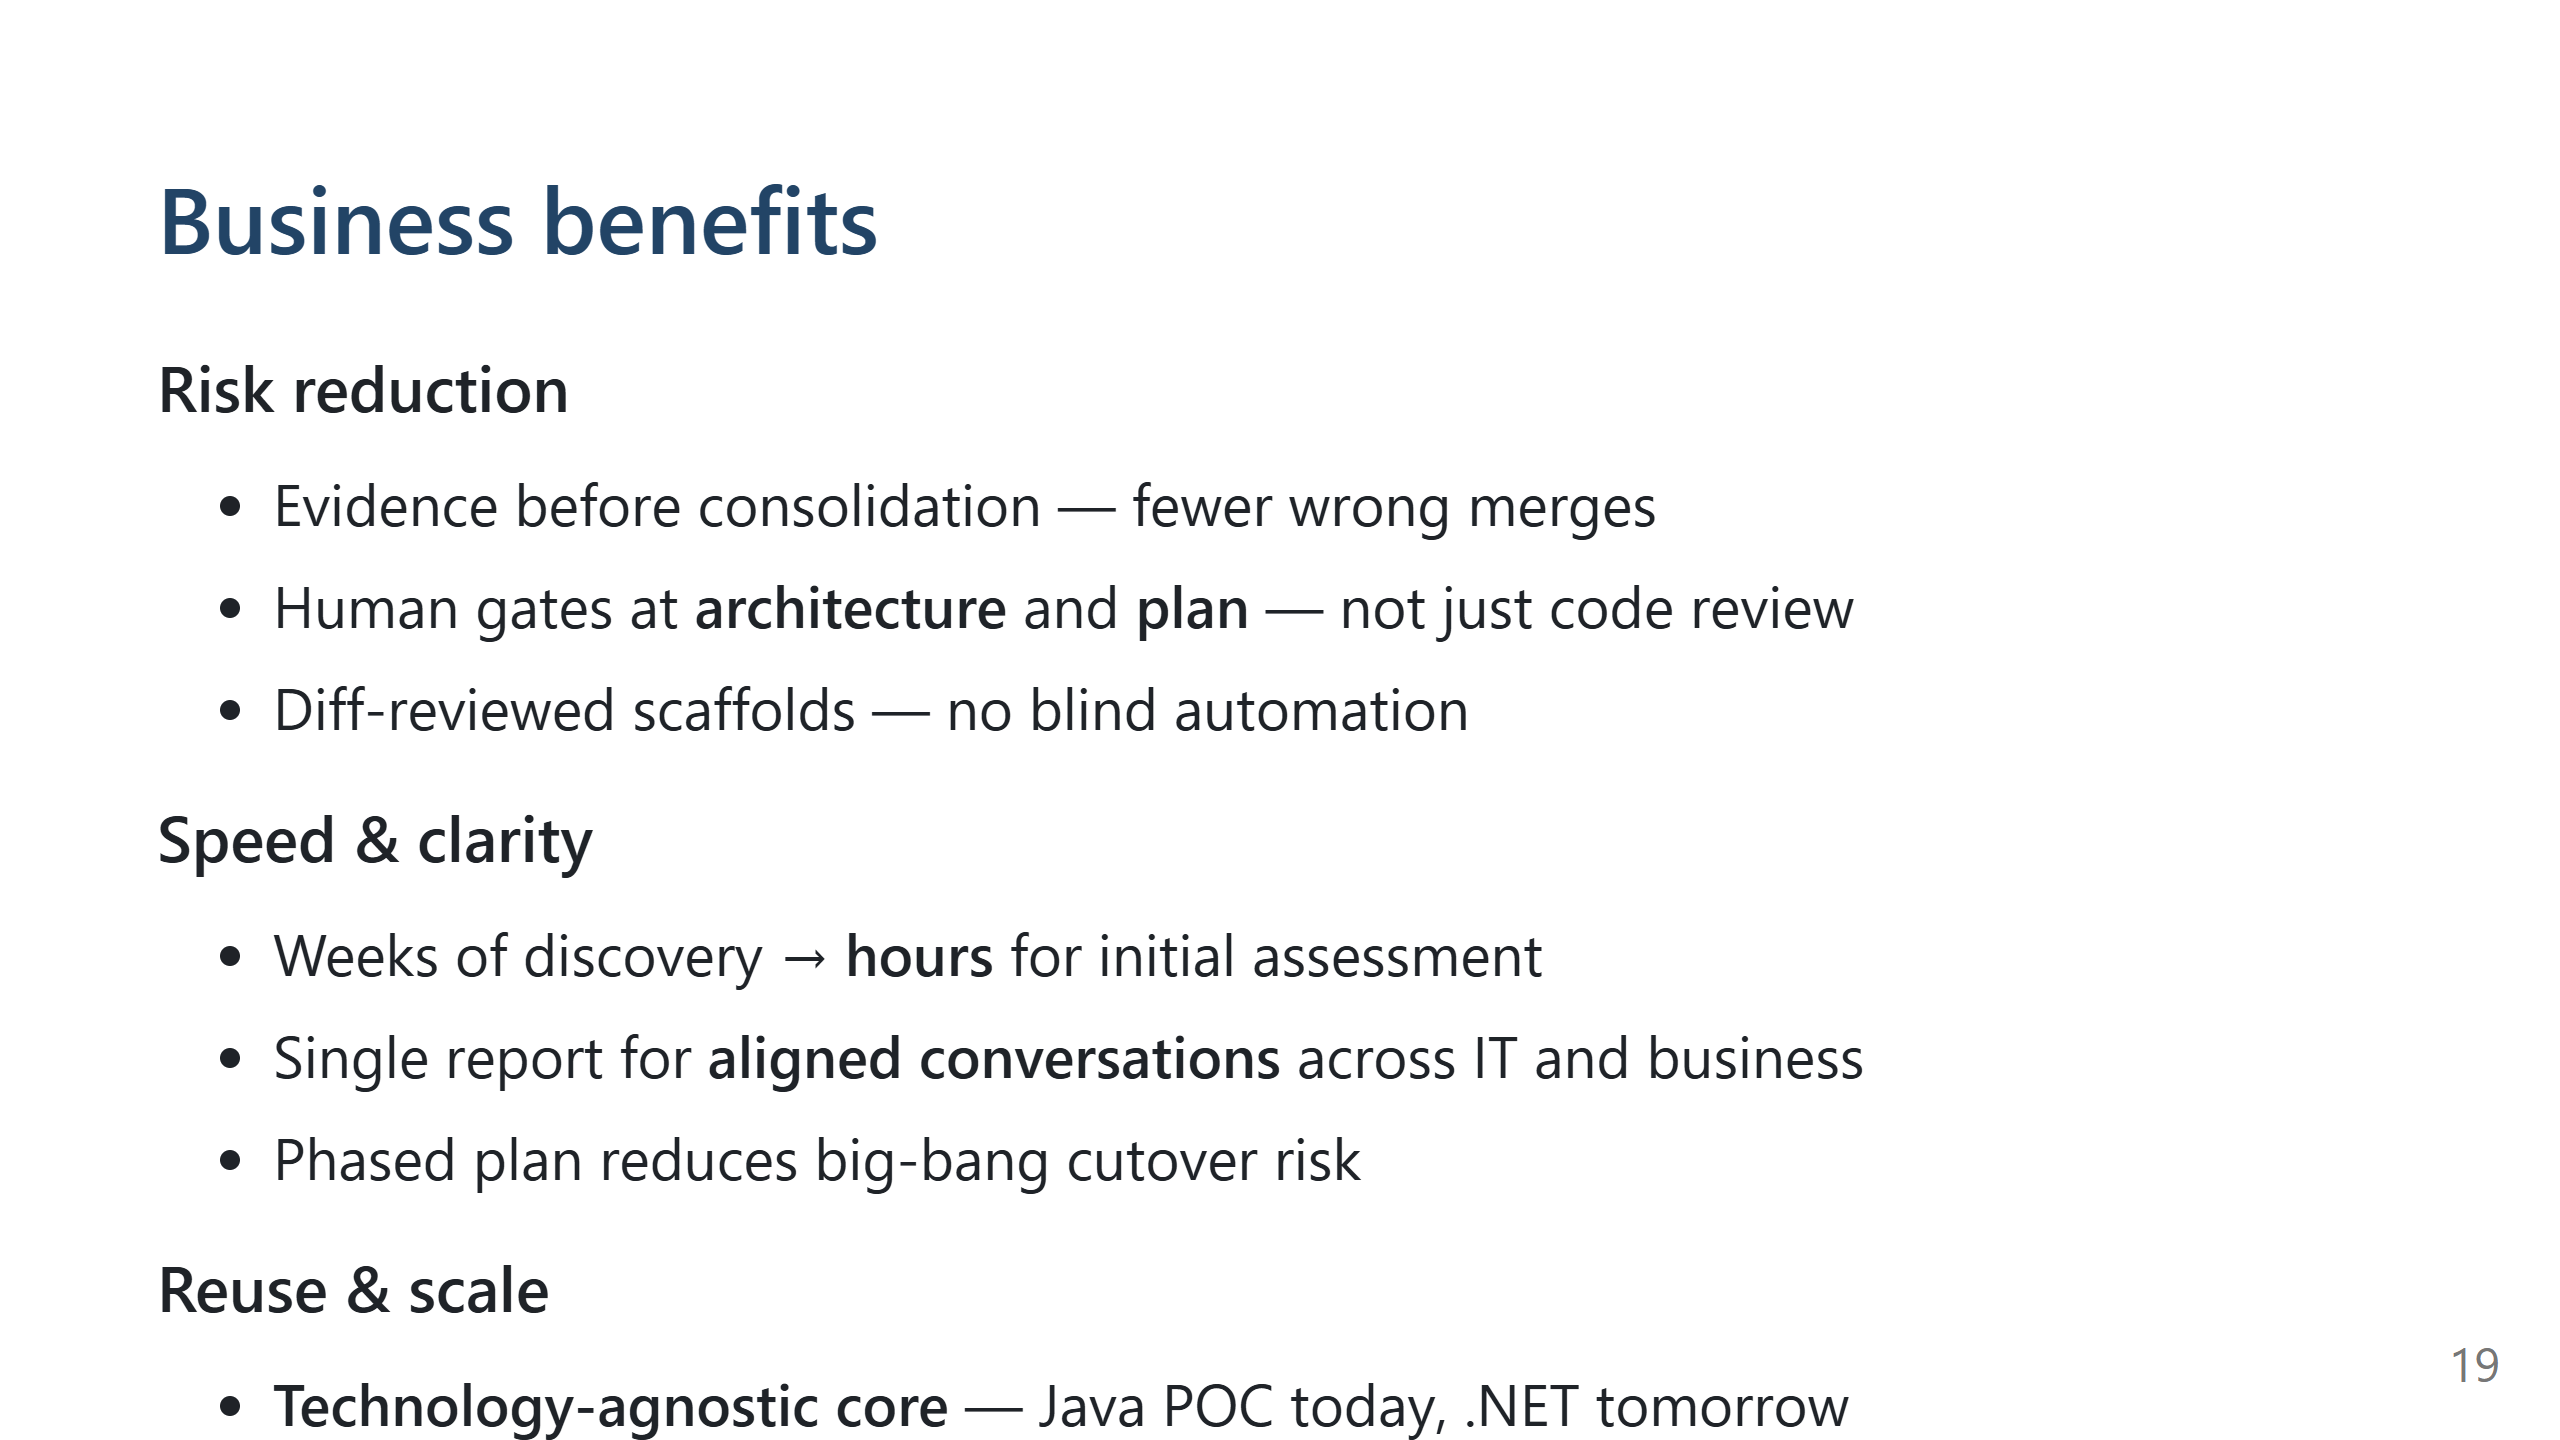 Business benefits
Risk reduction
• Evidence before consolidation — fewer wrong merges
• Human gates at architecture and plan — not just code review
• Diff-reviewed scaffolds — no blind automation
Speed & clarity
• Weeks of discovery → hours for initial assessment
• Single report for aligned conversations across IT and business
• Phased plan reduces big-bang cutover risk
Reuse & scale
• Technology-agnostic core — Java POC today, .NET tomorrow
19